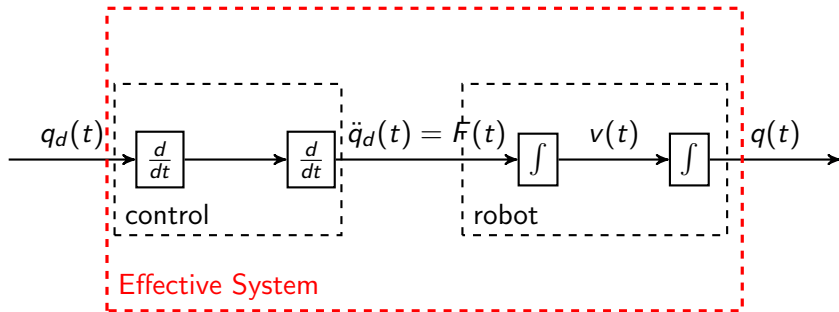 q_d(t)
d/dt
d/dt
q̈_d(t) = F(t)
∫
v(t)
∫
q(t)
control
robot
Effective System